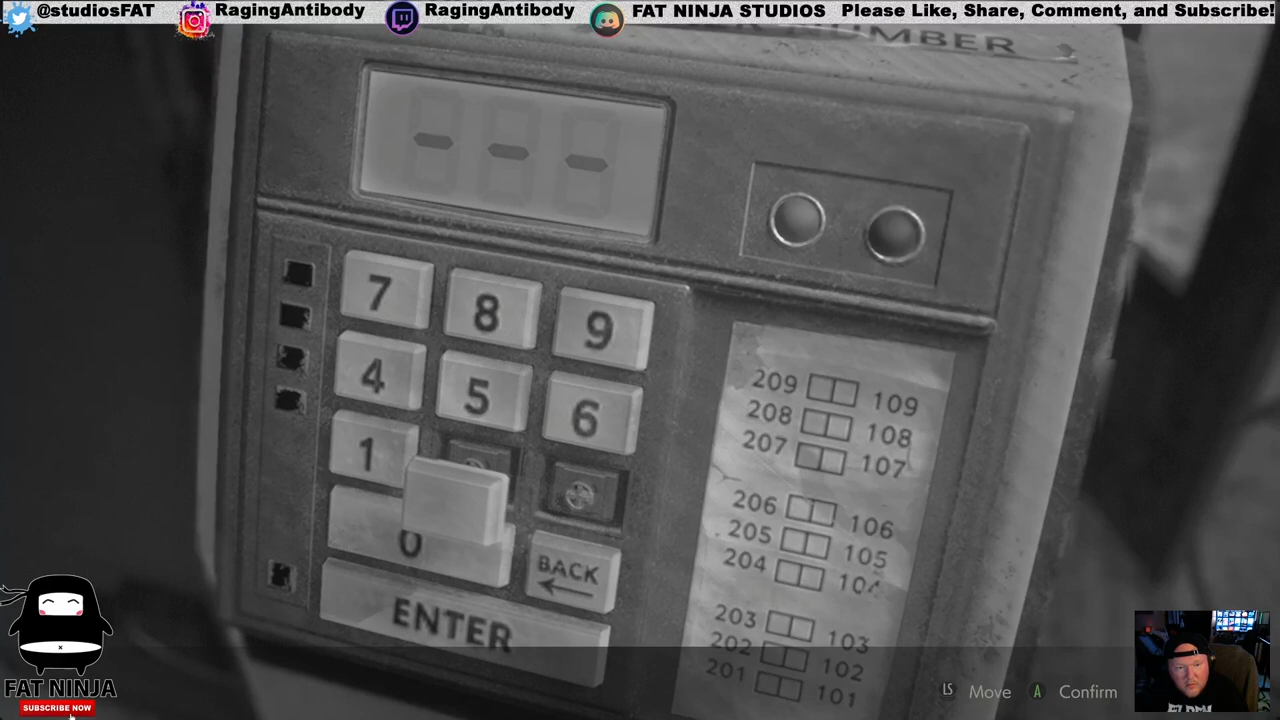 @studiosFAT RagingAntibody RagingAntibody FAT NINJA STUDIOS Please Like, Share, Comment, and Subscribe!
NUMBER
- - -
7 8 9
4 5 6
1
0 BACK
ENTER
209 109
208 108
207 107
206 106
205 105
204 104
203 103
202 102
201 101
LS Move A Confirm
FAT NINJA
SUBSCRIBE NOW